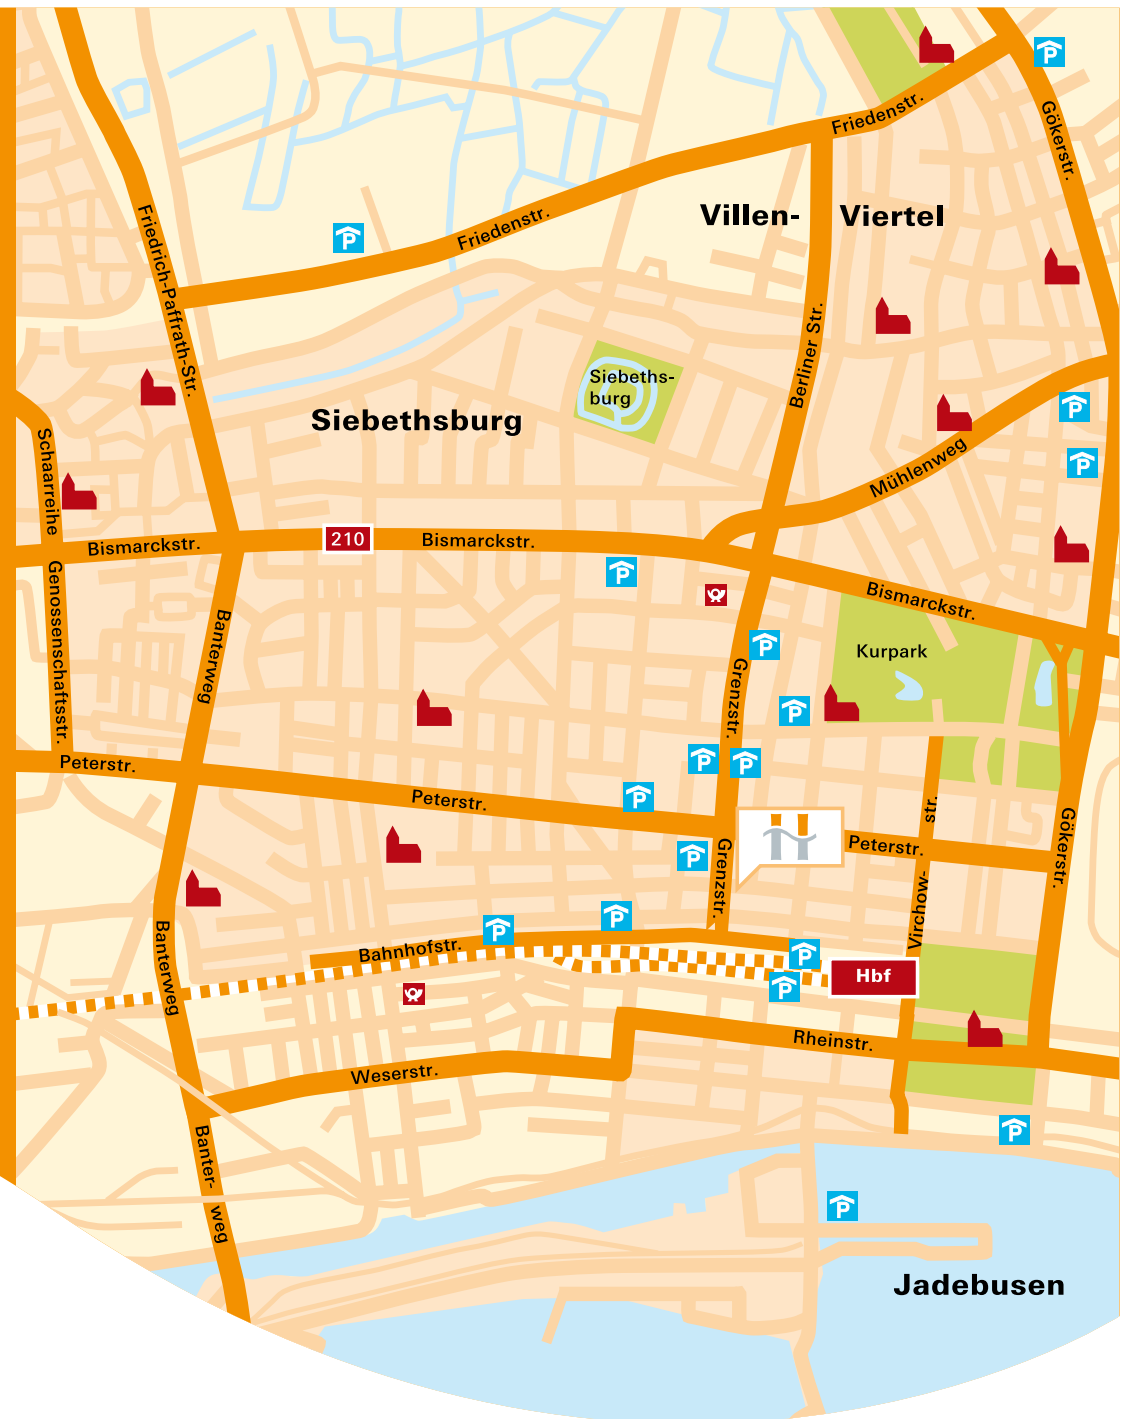 P
Friedenstr.
Gökerstr.
Villen- Viertel
Friedrich-Paffrath-Str.
P
Friedenstr.
Berliner Str.
Siebeths-
burg
Siebethsburg
P
P
Mühlenweg
Schaarreihe
Bismarckstr.
210
Bismarckstr.
P
Bismarckstr.
Genossenschaftsstr.
Banterweg
P
Kurpark
Grenzstr.
P
P
P
Peterstr.
Peterstr.
P
str.
Gökerstr.
Peterstr.
P
Grenzstr.
Virchow-
P
P
Bahnhofstr.
P
Hbf
P
Banterweg
Rheinstr.
Weserstr.
P
Banter-
weg
P
Jadebusen